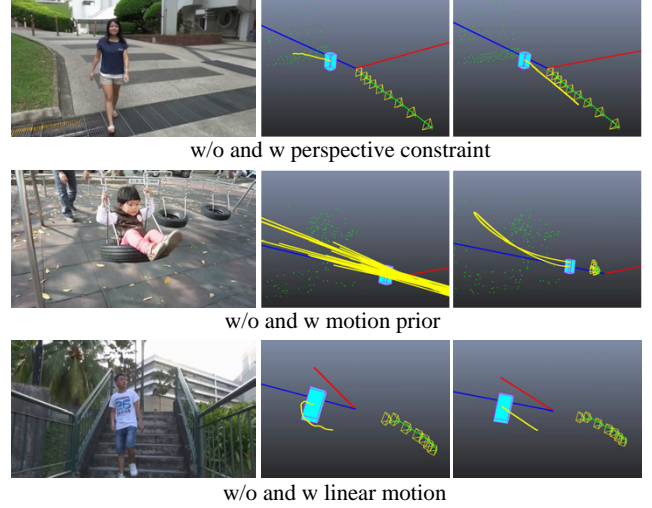 w/o and w perspective constraint
w/o and w motion prior
w/o and w linear motion